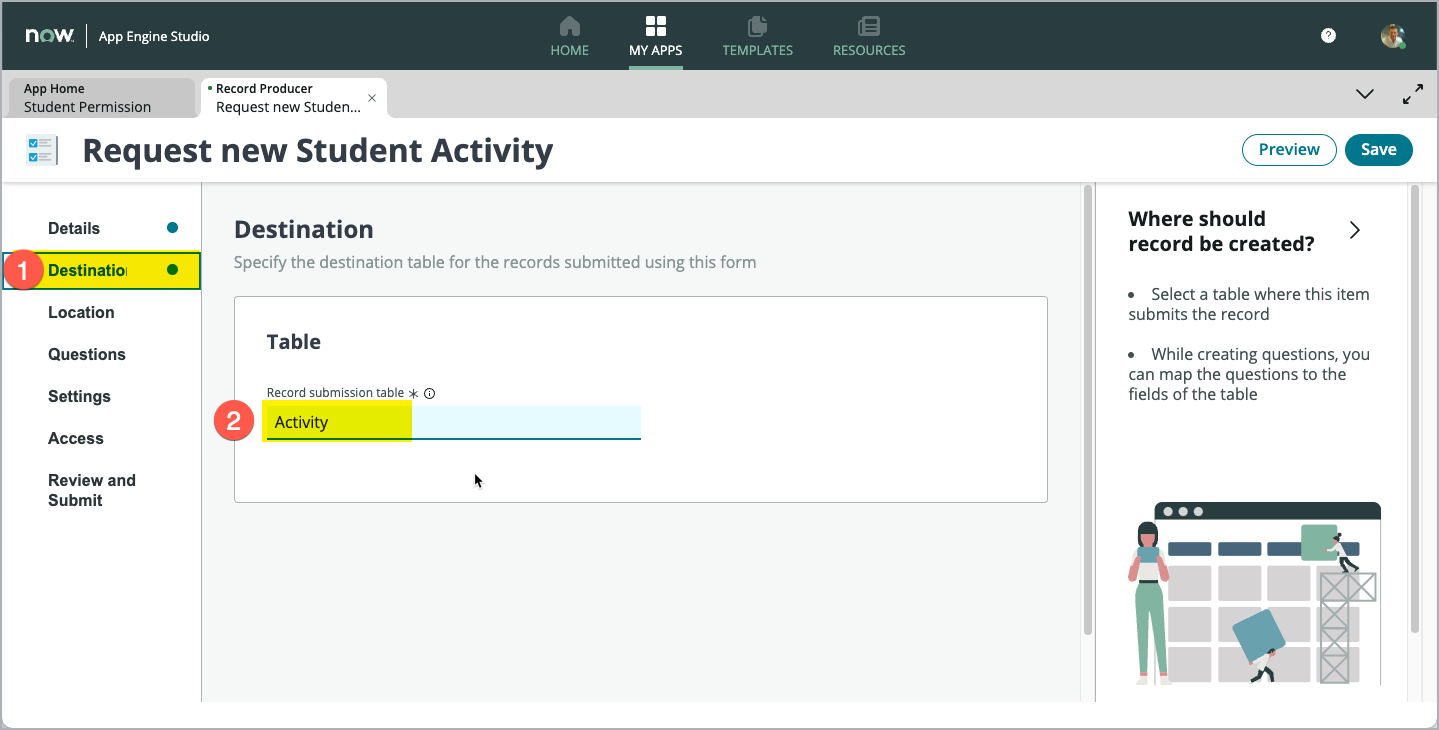 now.
App Engine Studio
HOME
MY APPS
TEMPLATES
RESOURCES
?
App Home
Student Permission
Record Producer
Request new Studen...
Request new Student Activity
Preview
Save
Details
1
Destination
Location
Questions
Settings
Access
Review and
Submit
Destination
Specify the destination table for the records submitted using this form
Table
Record submission table *
2
Activity
Where should
record be created?
• Select a table where this item
submits the record
• While creating questions, you
can map the questions to the
fields of the table